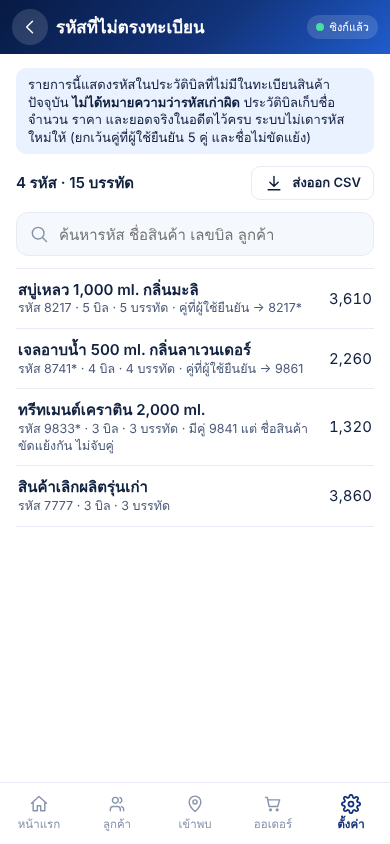 รหัสที่ไม่ตรงทะเบียน
ซิงก์แล้ว
รายการนี้แสดงรหัสในประวัติบิลที่ไม่มีในทะเบียนสินค้า
ปัจจุบัน ไม่ได้หมายความว่ารหัสเก่าผิด ประวัติบิลเก็บชื่อ
จำนวน ราคา และยอดจริงในอดีตไว้ครบ ระบบไม่เดารหัส
ใหม่ให้ (ยกเว้นคู่ที่ผู้ใช้ยืนยัน 5 คู่ และชื่อไม่ขัดแย้ง)
4 รหัส · 15 บรรทัด
ส่งออก CSV
ค้นหารหัส ชื่อสินค้า เลขบิล ลูกค้า
สบู่เหลว 1,000 ml. กลิ่นมะลิ
รหัส 8217 · 5 บิล · 5 บรรทัด · คู่ที่ผู้ใช้ยืนยัน → 8217*
3,610
เจลอาบน้ำ 500 ml. กลิ่นลาเวนเดอร์
รหัส 8741* · 4 บิล · 4 บรรทัด · คู่ที่ผู้ใช้ยืนยัน → 9861
2,260
ทรีทเมนต์เคราติน 2,000 ml.
รหัส 9833* · 3 บิล · 3 บรรทัด · มีคู่ 9841 แต่ ชื่อสินค้า
ขัดแย้งกัน ไม่จับคู่
1,320
สินค้าเลิกผลิตรุ่นเก่า
รหัส 7777 · 3 บิล · 3 บรรทัด
3,860
หน้าแรก
ลูกค้า
เข้าพบ
ออเดอร์
ตั้งค่า